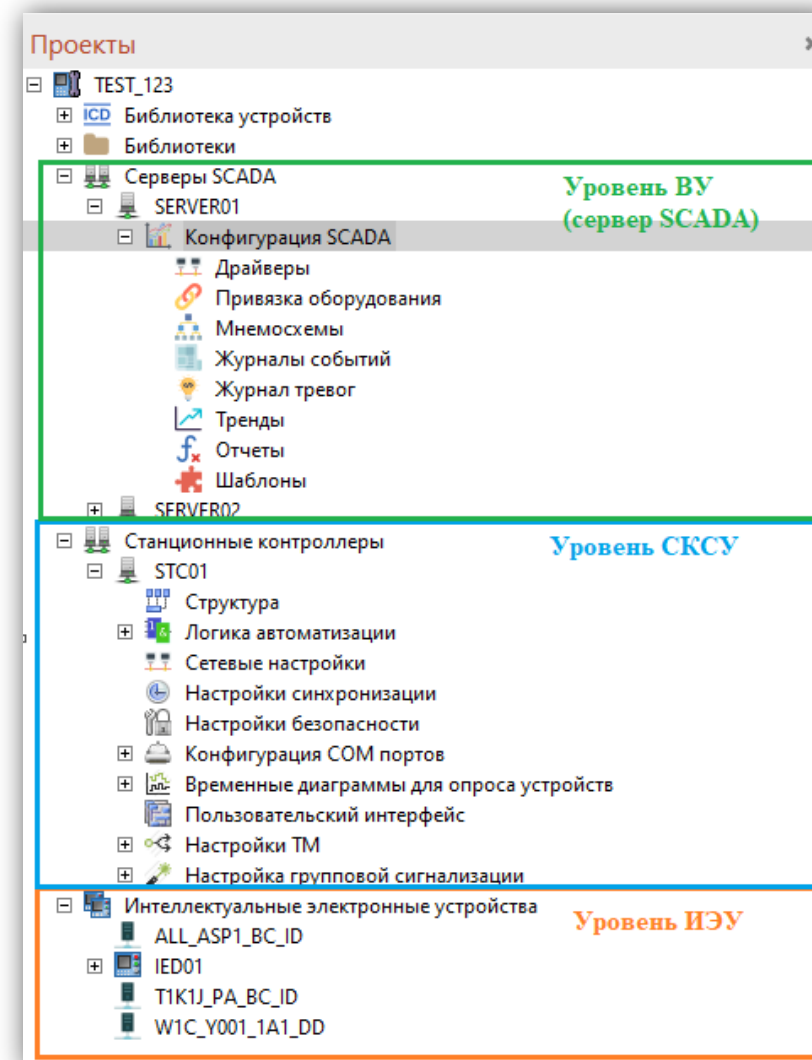 Проекты
TEST_123
ICD Библиотека устройств
Библиотеки
Серверы SCADA
Уровень ВУ
(сервер SCADA)
SERVER01
Конфигурация SCADA
Драйверы
Привязка оборудования
Мнемосхемы
Журналы событий
Журнал тревог
Тренды
Отчеты
Шаблоны
SERVER02
Станционные контроллеры
Уровень СКСУ
STC01
Структура
Логика автоматизации
Сетевые настройки
Настройки синхронизации
Настройки безопасности
Конфигурация COM портов
Временные диаграммы для опроса устройств
Пользовательский интерфейс
Настройки ТМ
Настройка групповой сигнализации
Интеллектуальные электронные устройства
Уровень ИЭУ
ALL_ASP1_BC_ID
IED01
T1K1J_PA_BC_ID
W1C_Y001_1A1_DD